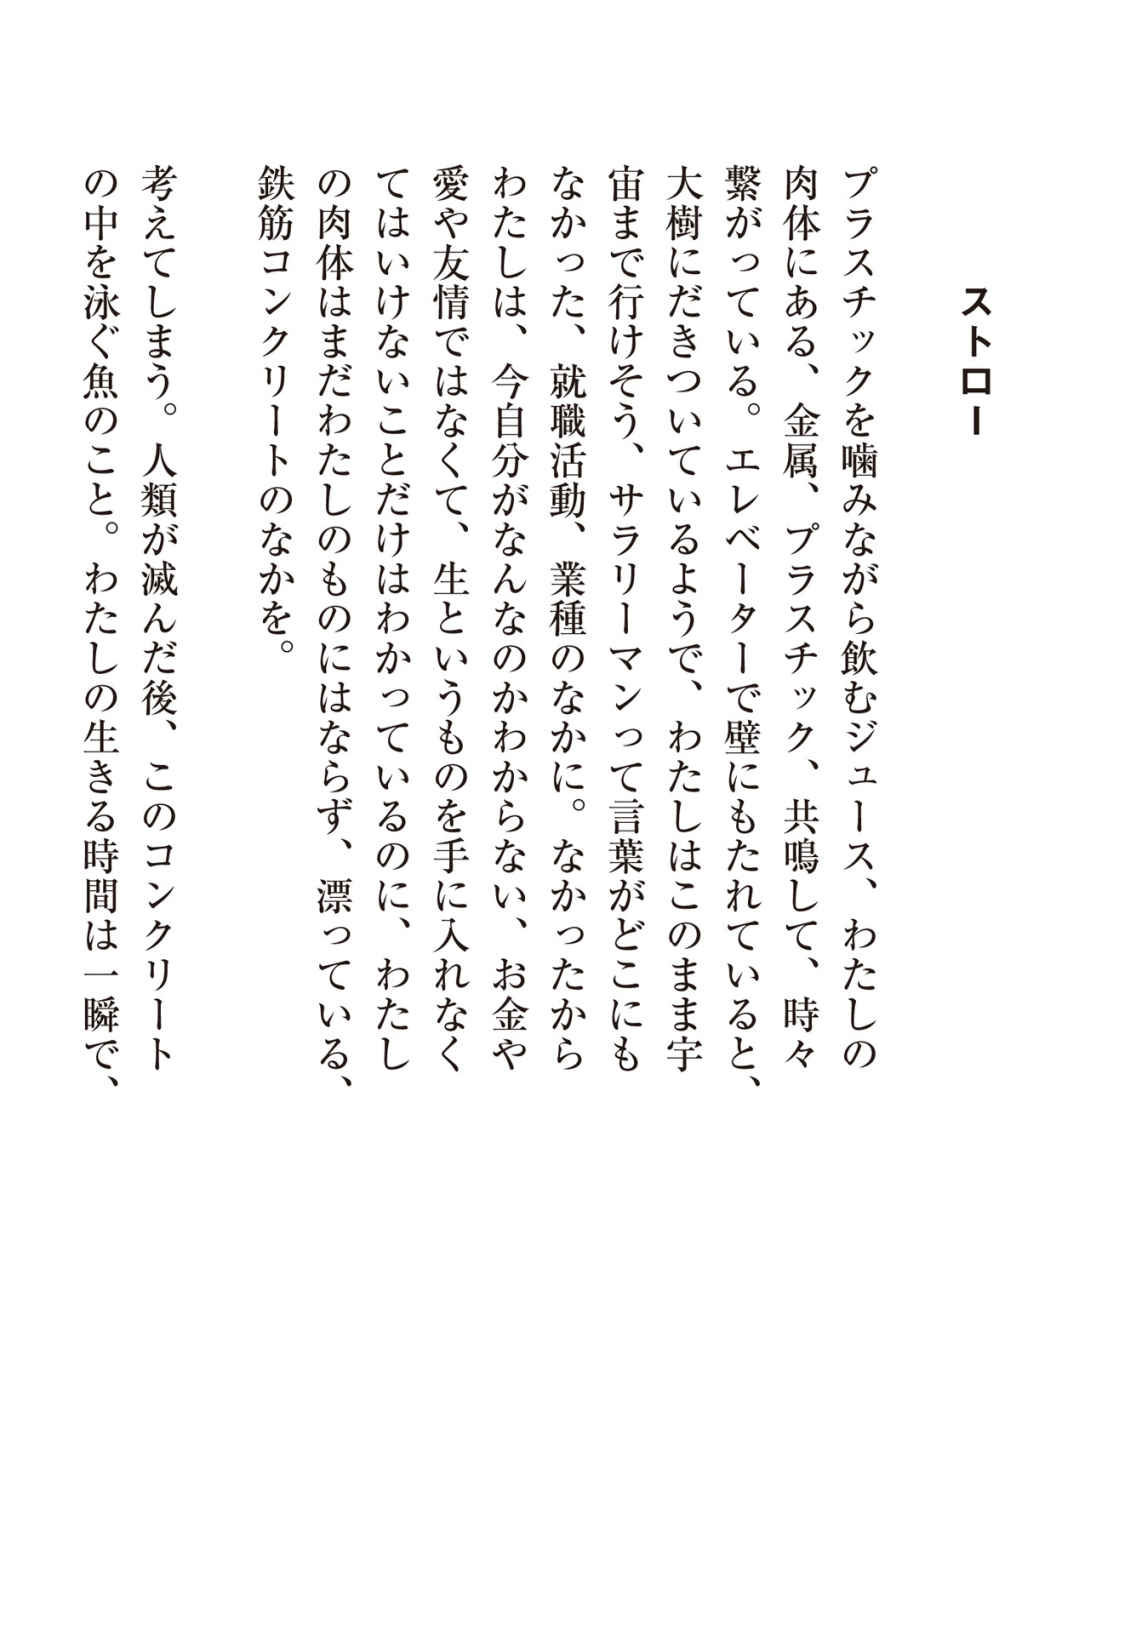 ストロー
プラスチックを噛みながら飲むジュース、わたしの
肉体にある、金属、プラスチック、共鳴して、時々
繋がっている。エレベーターで壁にもたれていると、
大樹にだきついているようで、わたしはこのまま宇
宙まで行けそう、サラリーマンって言葉がどこにも
なかった、就職活動、業種のなかに。なかったから
わたしは、今自分がなんなのかわからない、お金や
愛や友情ではなくて、生というものを手に入れなく
てはいけないことだけはわかっているのに、わたし
の肉体はまだわたしのものにはならず、漂っている、
鉄筋コンクリートのなかを。
考えてしまう。人類が滅んだ後、このコンクリート
の中を泳ぐ魚のこと。わたしの生きる時間は一瞬で、